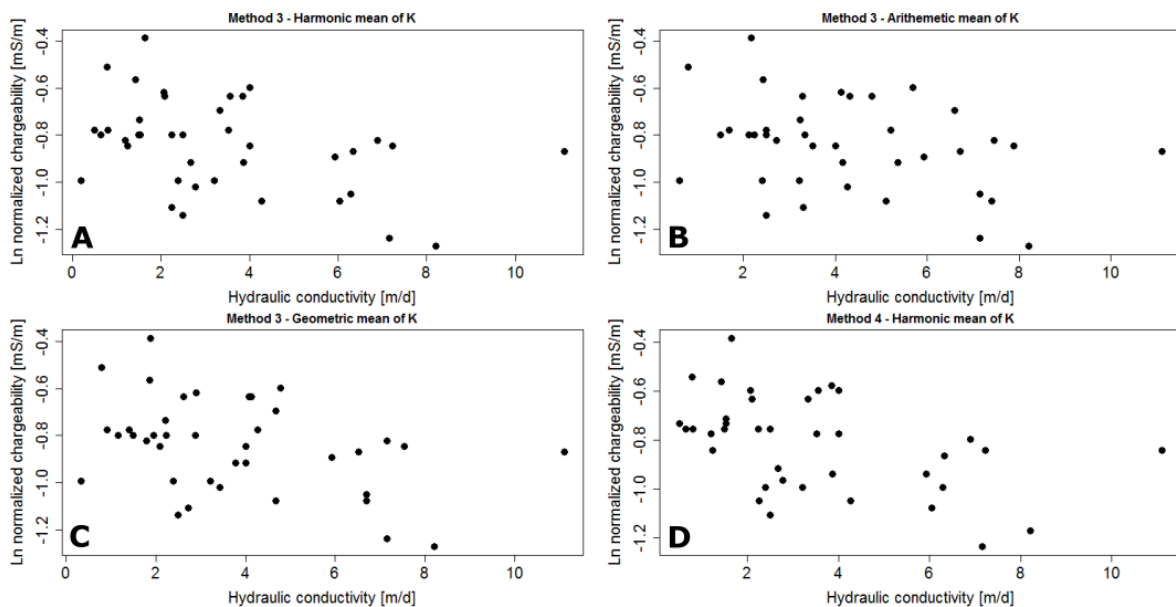 Method 3 - Harmonic mean of K
Ln normalized chargeability [mS/m]
-0.4
-0.6
-0.8
-1.0
-1.2
A
0 2 4 6 8 10
Hydraulic conductivity [m/d]
Method 3 - Arithemetic mean of K
Ln normalized chargeability [mS/m]
-0.4
-0.6
-0.8
-1.0
-1.2
B
2 4 6 8 10
Hydraulic conductivity [m/d]
Method 3 - Geometric mean of K
Ln normalized chargeability [mS/m]
-0.4
-0.6
-0.8
-1.0
-1.2
C
0 2 4 6 8 10
Hydraulic conductivity [m/d]
Method 4 - Harmonic mean of K
Ln normalized chargeability [mS/m]
-0.4
-0.6
-0.8
-1.0
-1.2
D
2 4 6 8 10
Hydraulic conductivity [m/d]